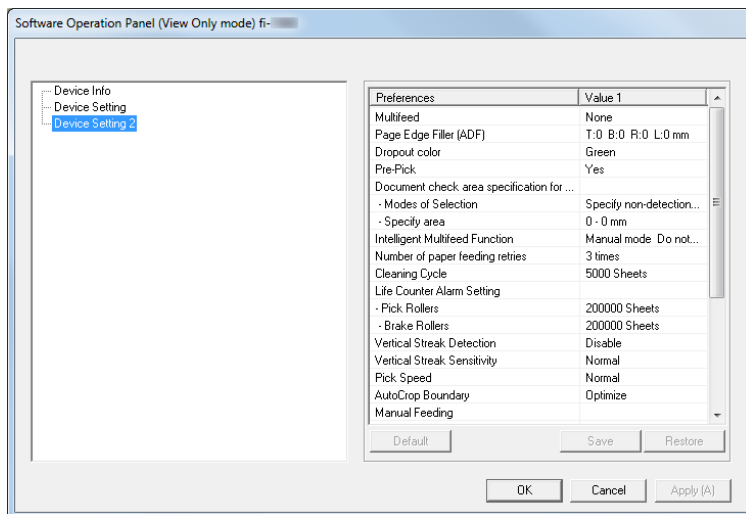 Software Operation Panel (View Only mode) fi-
Device Info
Device Setting
Device Setting 2
Preferences Value 1
Multifeed None
Page Edge Filler (ADF) T:0 B:0 R:0 L:0 mm
Dropout color Green
Pre-Pick Yes
Document check area specification for ...
- Modes of Selection Specify non-detection...
- Specify area 0 - 0 mm
Intelligent Multifeed Function Manual mode Do not...
Number of paper feeding retries 3 times
Cleaning Cycle 5000 Sheets
Life Counter Alarm Setting
- Pick Rollers 200000 Sheets
- Brake Rollers 200000 Sheets
Vertical Streak Detection Disable
Vertical Streak Sensitivity Normal
Pick Speed Normal
AutoCrop Boundary Optimize
Manual Feeding
Default Save Restore
OK Cancel Apply (A)